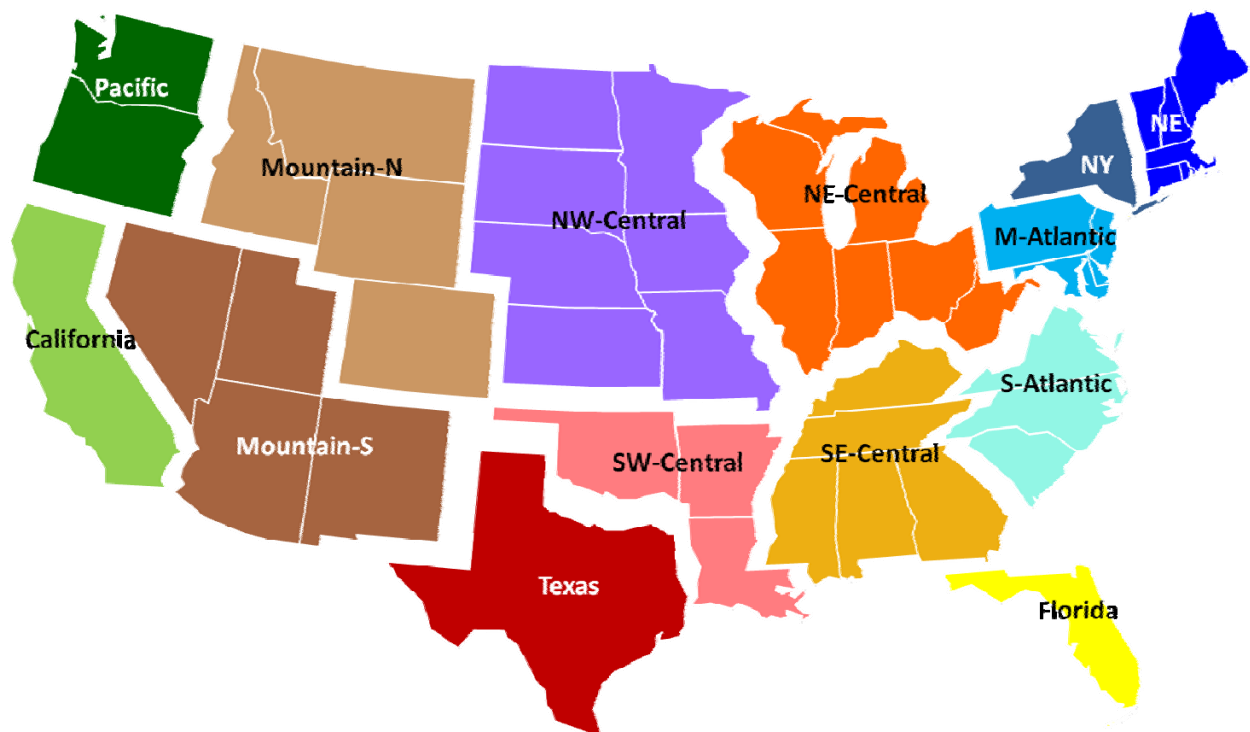 Pacific
NE
Mountain-N
NY
NE-Central
NW-Central
M-Atlantic
California
S-Atlantic
Mountain-S
SW-Central
SE-Central
Texas
Florida